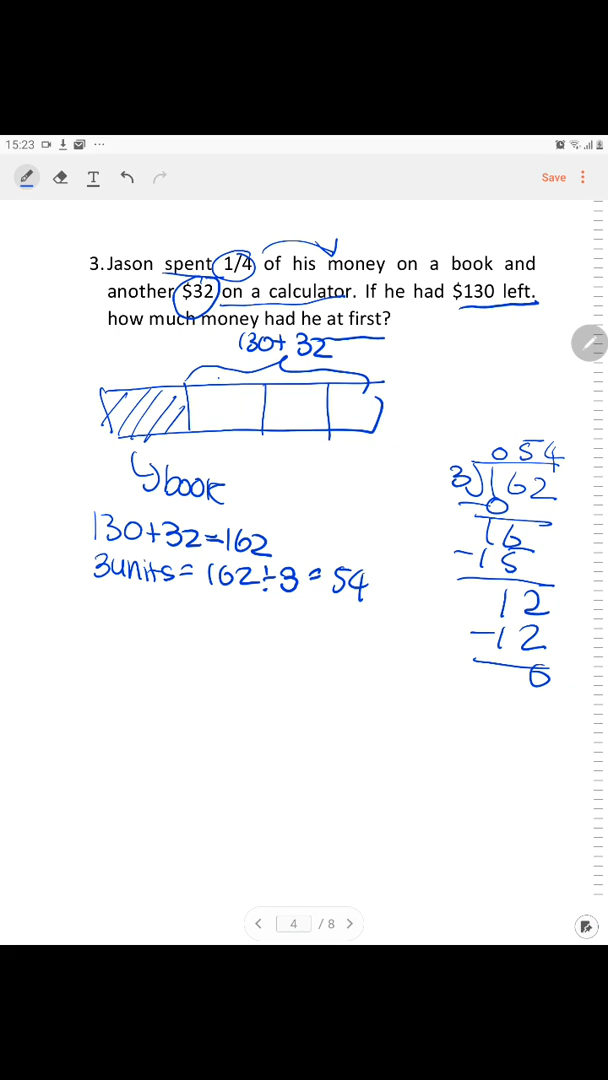 15:23
T
Save
3. Jason spent 1/4 of his money on a book and
another $32 on a calculator. If he had $130 left.
how much money had he at first?
130+ 32
book
130+32=162
3units = 162÷3 = 54
054
3)162
-0
16
-15
12
-12
0
4 / 8